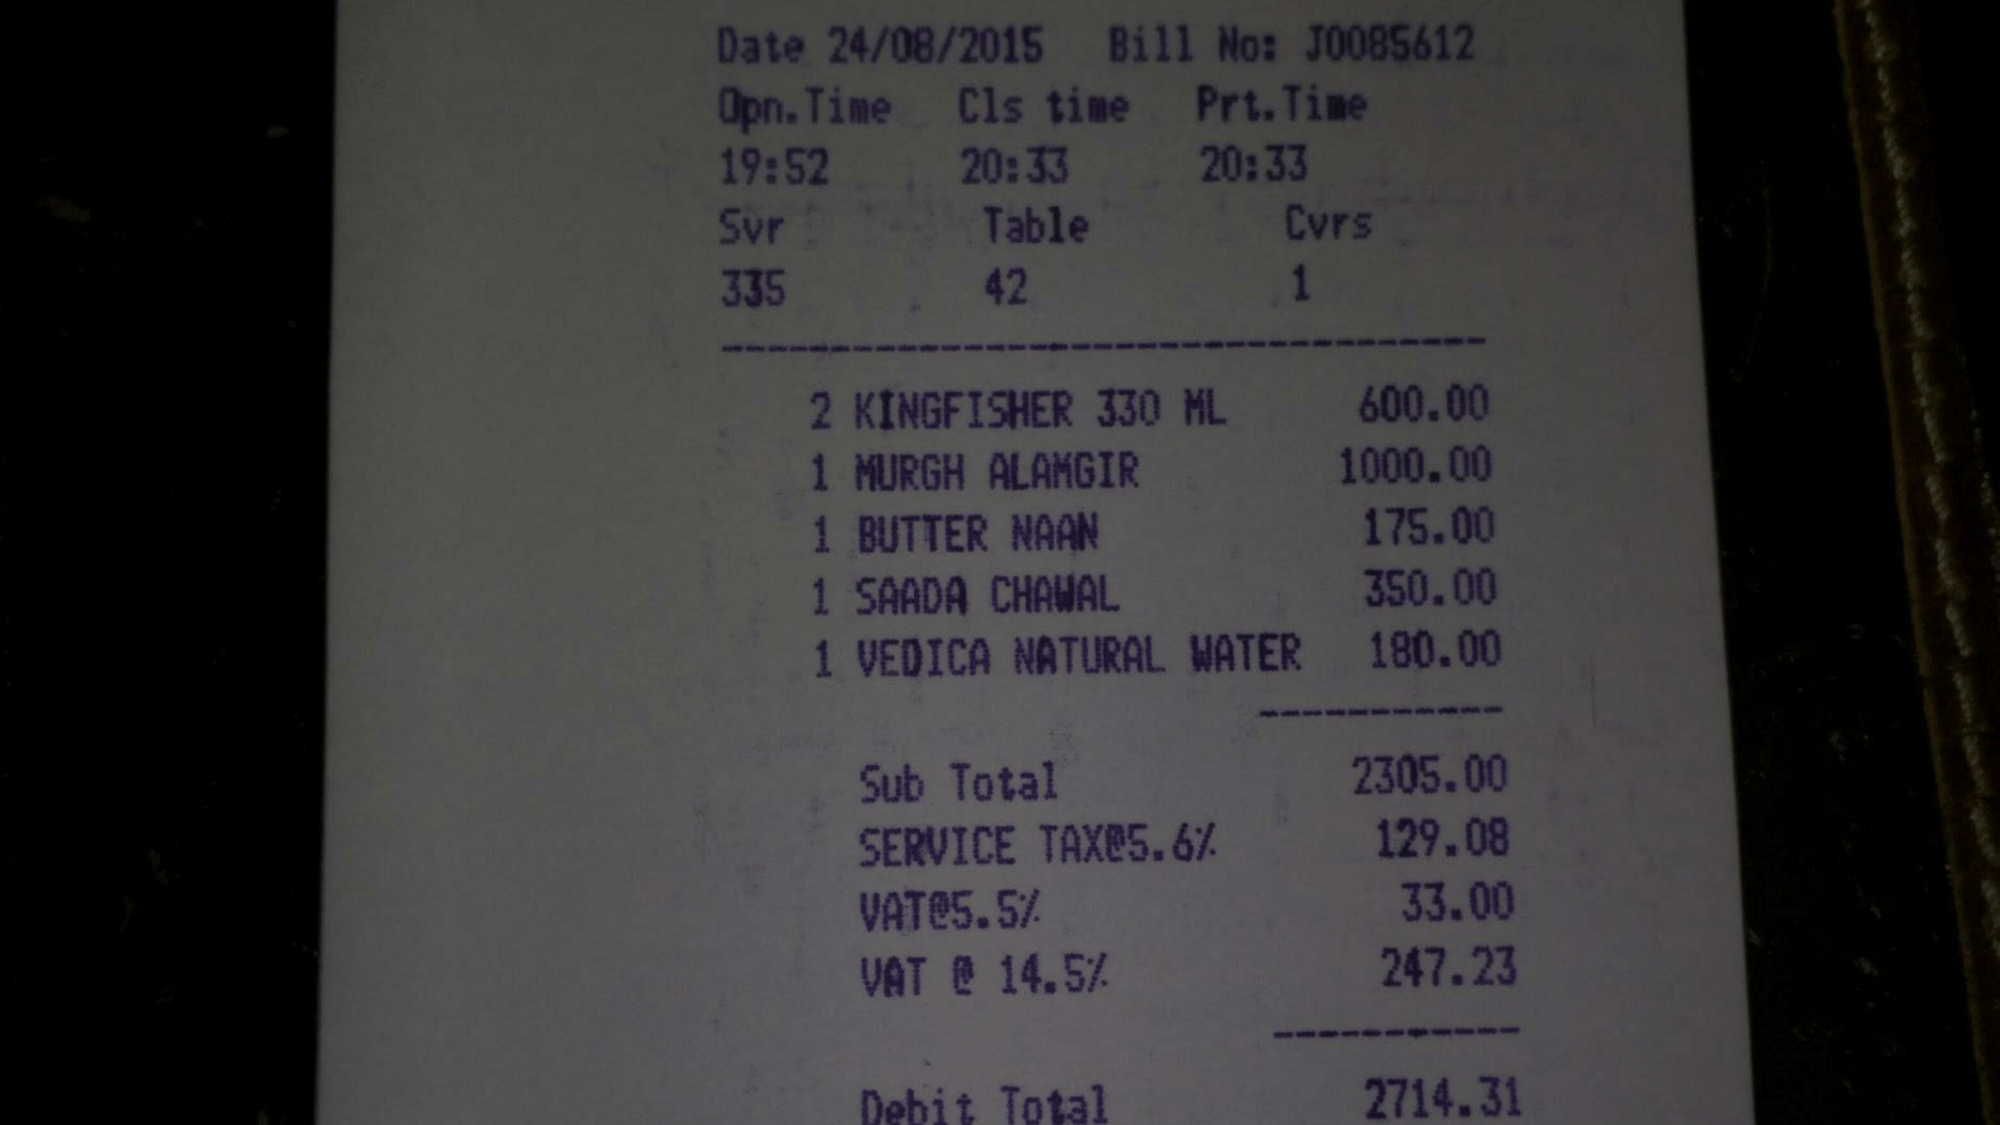 Date 24/08/2015 Bill No: J0085612
Opn.Time Cls time Prt.Time
19:52 20:33 20:33
Svr Table Cvrs
335 42 1
2 KINGFISHER 330 ML 600.00
1 MURGH ALAMGIR 1000.00
1 BUTTER NAAN 175.00
1 SAADA CHAWAL 350.00
1 VEDICA NATURAL WATER 180.00
Sub Total 2305.00
SERVICE TAX@5.6% 129.08
VAT@5.5% 33.00
VAT @ 14.5% 247.23
Debit Total 2714.31